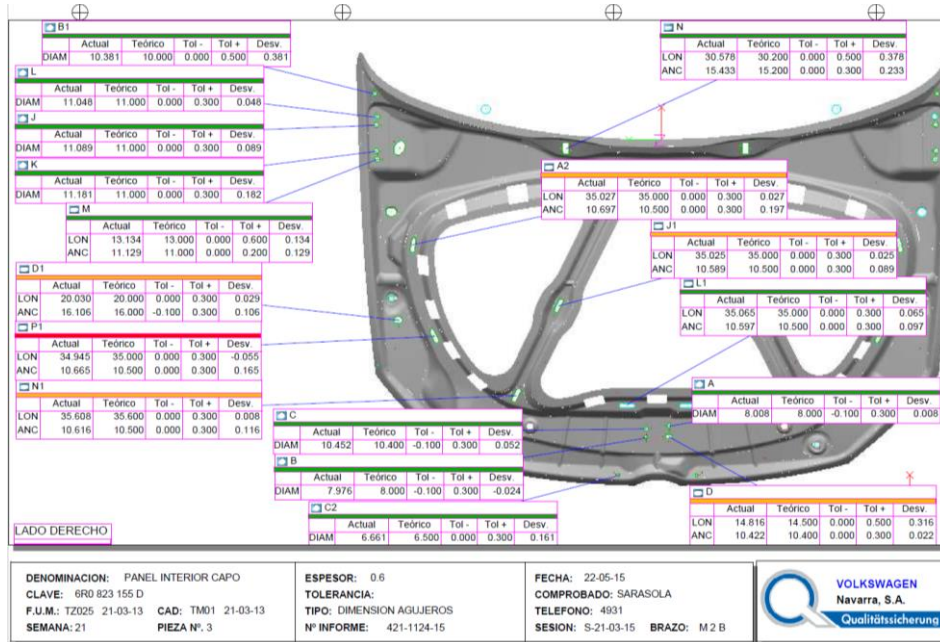 B1
Actual Teórico Tol - Tol + Desv.
DIAM 10.381 10.000 0.000 0.500 0.381
N
Actual Teórico Tol - Tol + Desv.
LON 30.578 30.200 0.000 0.500 0.378
ANC 15.433 15.200 0.000 0.300 0.233
L
Actual Teórico Tol - Tol + Desv.
DIAM 11.048 11.000 0.000 0.300 0.048
J
Actual Teórico Tol - Tol + Desv.
DIAM 11.089 11.000 0.000 0.300 0.089
K
Actual Teórico Tol - Tol + Desv.
DIAM 11.181 11.000 0.000 0.300 0.182
A2
Actual Teórico Tol - Tol + Desv.
LON 35.027 35.000 0.000 0.300 0.027
ANC 10.697 10.500 0.000 0.300 0.197
M
Actual Teórico Tol - Tol + Desv.
LON 13.134 13.000 0.000 0.600 0.134
ANC 11.129 11.000 0.000 0.200 0.129
J1
Actual Teórico Tol - Tol + Desv.
LON 35.025 35.000 0.000 0.300 0.025
ANC 10.589 10.500 0.000 0.300 0.089
D1
Actual Teórico Tol - Tol + Desv.
LON 20.030 20.000 0.000 0.300 0.029
ANC 16.106 16.000 -0.100 0.300 0.106
L1
Actual Teórico Tol - Tol + Desv.
LON 35.065 35.000 0.000 0.300 0.065
ANC 10.597 10.500 0.000 0.300 0.097
P1
Actual Teórico Tol - Tol + Desv.
LON 34.945 35.000 0.000 0.300 -0.055
ANC 10.665 10.500 0.000 0.300 0.165
N1
Actual Teórico Tol - Tol + Desv.
LON 35.608 35.600 0.000 0.300 0.008
ANC 10.616 10.500 0.000 0.300 0.116
A
Actual Teórico Tol - Tol + Desv.
DIAM 8.008 8.000 -0.100 0.300 0.008
C
Actual Teórico Tol - Tol + Desv.
DIAM 10.452 10.400 -0.100 0.300 0.052
B
Actual Teórico Tol - Tol + Desv.
DIAM 7.976 8.000 -0.100 0.300 -0.024
C2
Actual Teórico Tol - Tol + Desv.
DIAM 6.661 6.500 0.000 0.300 0.161
D
Actual Teórico Tol - Tol + Desv.
LON 14.816 14.500 0.000 0.500 0.316
ANC 10.422 10.400 0.000 0.300 0.022
LADO DERECHO
DENOMINACION: PANEL INTERIOR CAPO
CLAVE: 6R0 823 155 D
F.U.M.: TZ025 21-03-13 CAD: TM01 21-03-13
SEMANA: 21 PIEZA Nº. 3
ESPESOR: 0.6
TOLERANCIA:
TIPO: DIMENSION AGUJEROS
Nº INFORME: 421-1124-15
FECHA: 22-05-15
COMPROBADO: SARASOLA
TELEFONO: 4931
SESION: S-21-03-15 BRAZO: M 2 B
VOLKSWAGEN
Navarra, S.A.
Qualitätssicherung